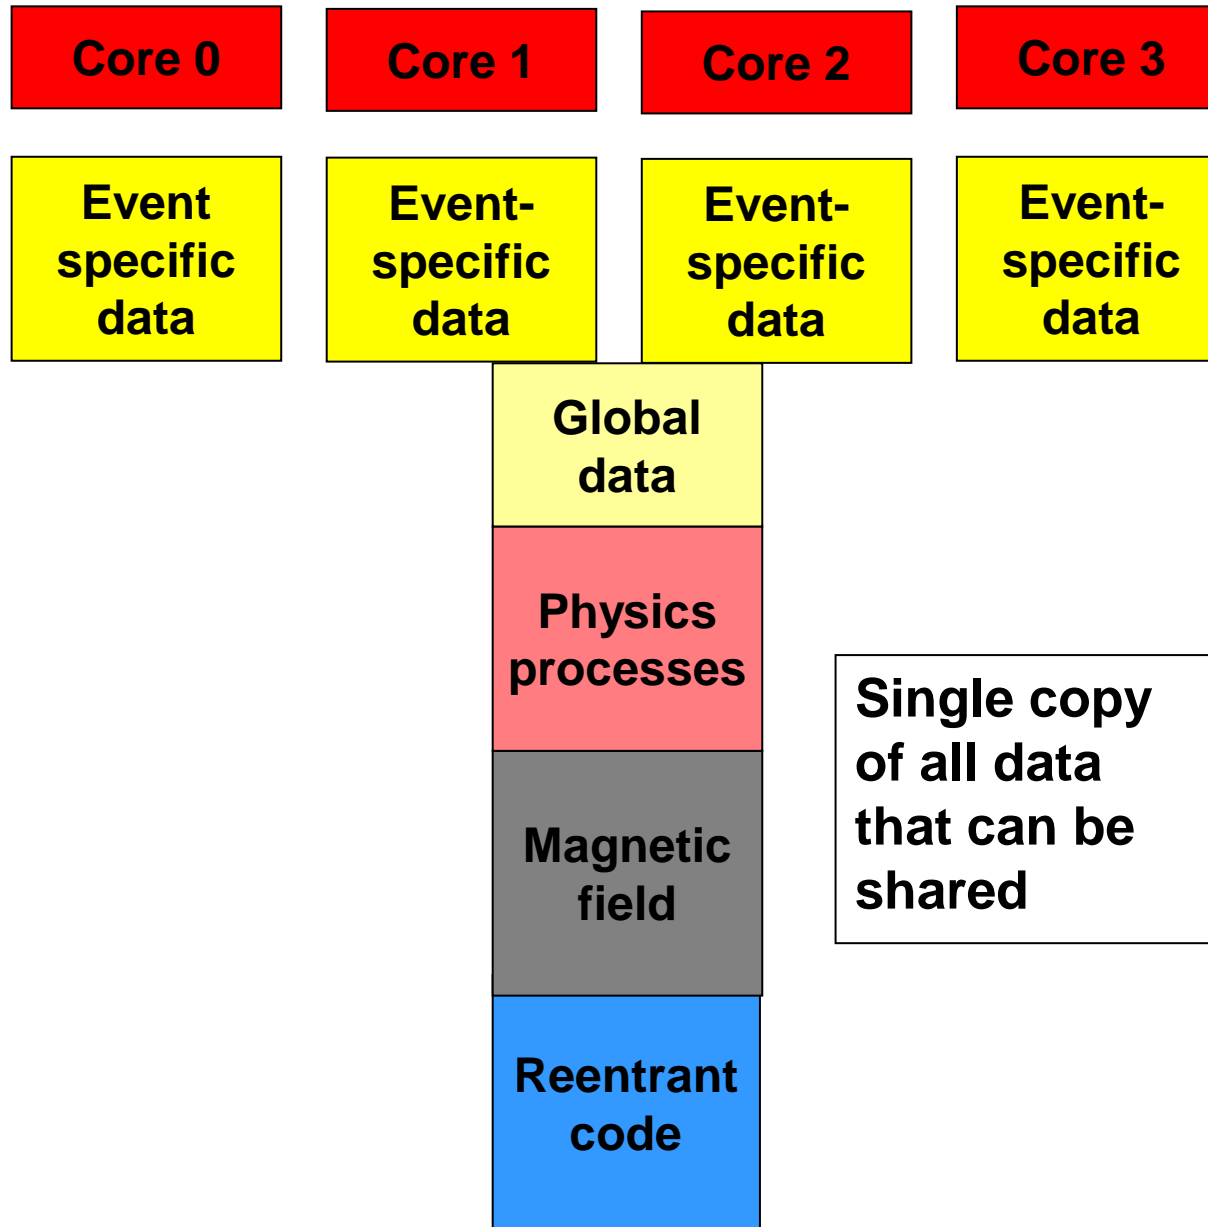 Core 0
Core 1
Core 2
Core 3
Event
specific
data
Event-
specific
data
Event-
specific
data
Event-
specific
data
Global
data
Physics
processes
Magnetic
field
Reentrant
code
Single copy
of all data
that can be
shared